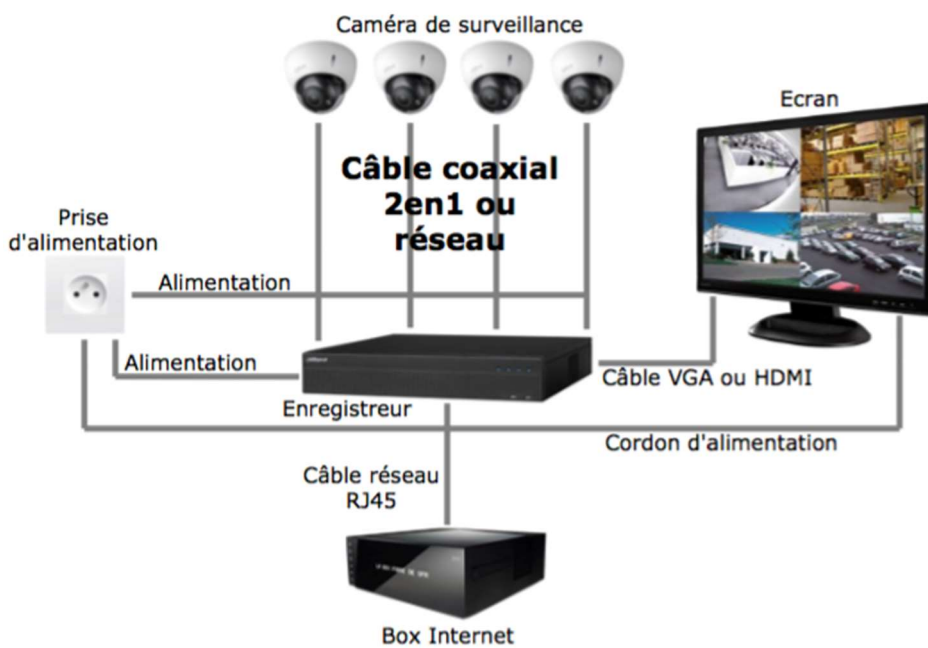 Caméra de surveillance
Ecran
Câble coaxial
2en1 ou
réseau
Prise
d'alimentation
Alimentation
Alimentation
Câble VGA ou HDMI
Enregistreur
Cordon d'alimentation
Câble réseau
RJ45
Box Internet